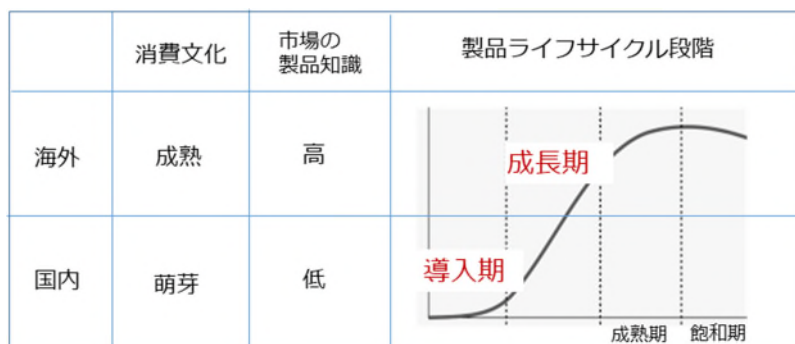 消費文化
市場の
製品知識
製品ライフサイクル段階
海外
成熟
高
成長期
国内
萌芽
低
導入期
成熟期
飽和期